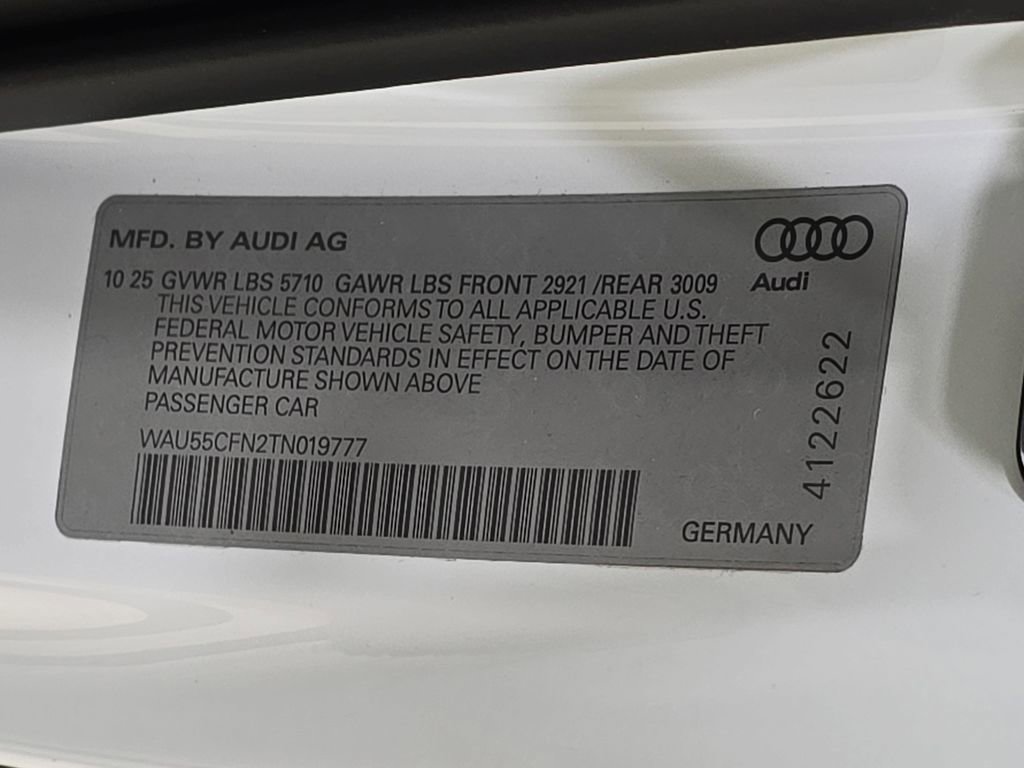 MFD. BY AUDI AG
Audi
10 25 GVWR LBS 5710 GAWR LBS FRONT 2921 /REAR 3009
THIS VEHICLE CONFORMS TO ALL APPLICABLE U.S.
FEDERAL MOTOR VEHICLE SAFETY, BUMPER AND THEFT
PREVENTION STANDARDS IN EFFECT ON THE DATE OF
MANUFACTURE SHOWN ABOVE
PASSENGER CAR
WAU55CFN2TN019777
GERMANY
4122622